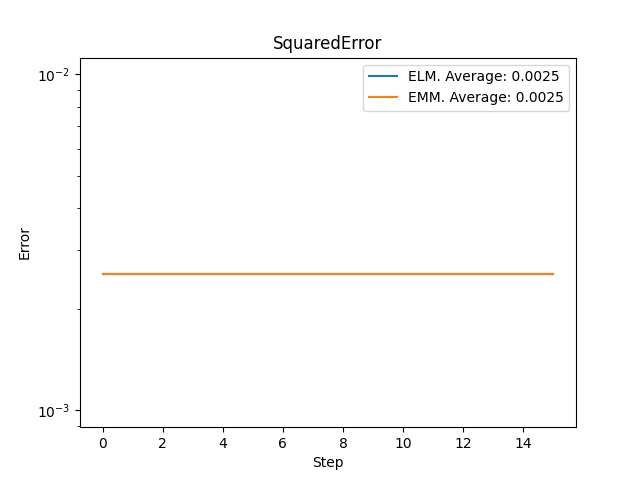 SquaredError
ELM. Average: 0.0025
EMM. Average: 0.0025
10⁻²
10⁻³
Error
0 2 4 6 8 10 12 14
Step